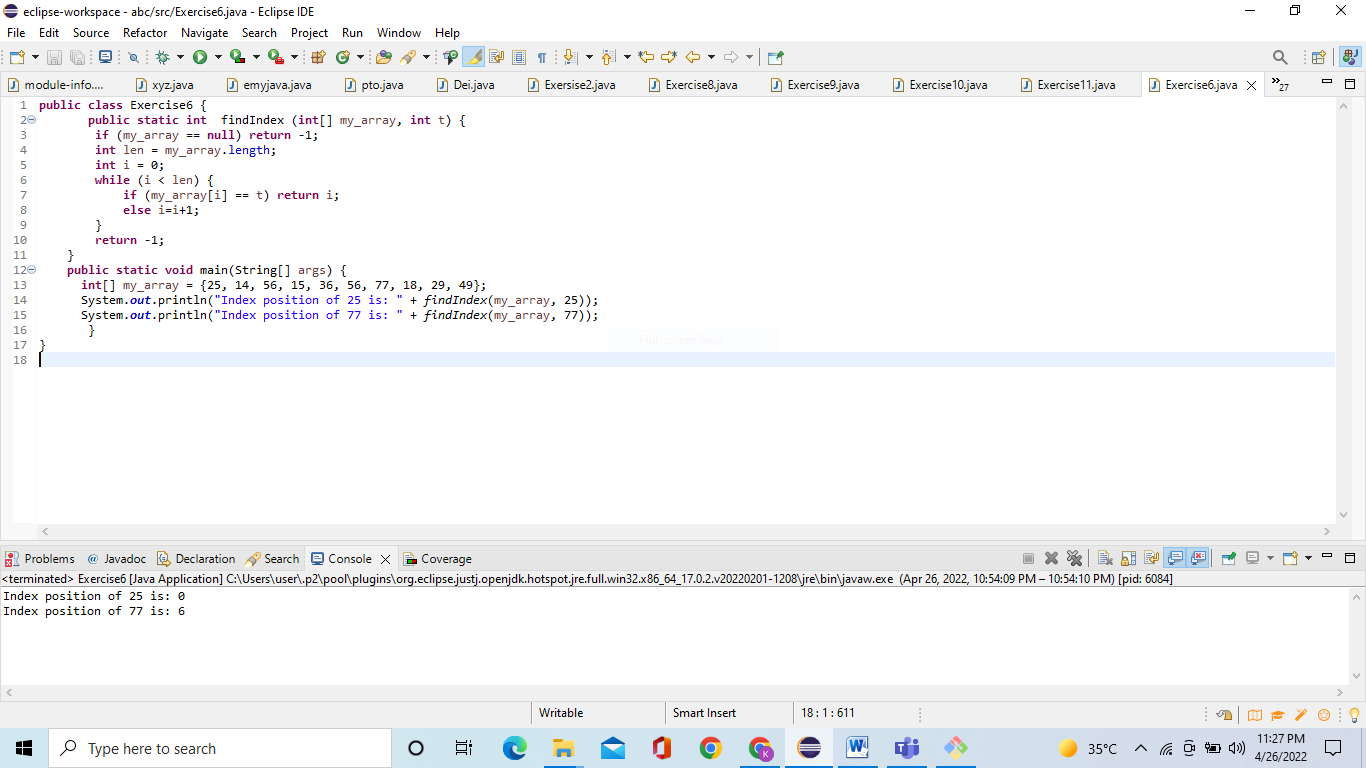 eclipse-workspace - abc/src/Exercise6.java - Eclipse IDE
File Edit Source Refactor Navigate Search Project Run Window Help
module-info.... xyz.java emyjava.java pto.java Dei.java Exersise2.java Exercise8.java Exercise9.java Exercise10.java Exercise11.java Exercise6.java »27
1 public class Exercise6 {
2 public static int  findIndex (int[] my_array, int t) {
3 if (my_array == null) return -1;
4 int len = my_array.length;
5 int i = 0;
6 while (i < len) {
7 if (my_array[i] == t) return i;
8 else i=i+1;
9 }
10 return -1;
11 }
12 public static void main(String[] args) {
13 int[] my_array = {25, 14, 56, 15, 36, 56, 77, 18, 29, 49};
14 System.out.println("Index position of 25 is: " + findIndex(my_array, 25));
15 System.out.println("Index position of 77 is: " + findIndex(my_array, 77));
16 }
17 }
18
Problems @ Javadoc Declaration Search Console Coverage
<terminated> Exercise6 [Java Application] C:\Users\user\.p2\pool\plugins\org.eclipse.justj.openjdk.hotspot.jre.full.win32.x86_64_17.0.2.v20220201-1208\jre\bin\javaw.exe (Apr 26, 2022, 10:54:09 PM – 10:54:10 PM) [pid: 6084]
Index position of 25 is: 0
Index position of 77 is: 6
Writable Smart Insert 18 : 1 : 611
Type here to search
35°C
11:27 PM
4/26/2022